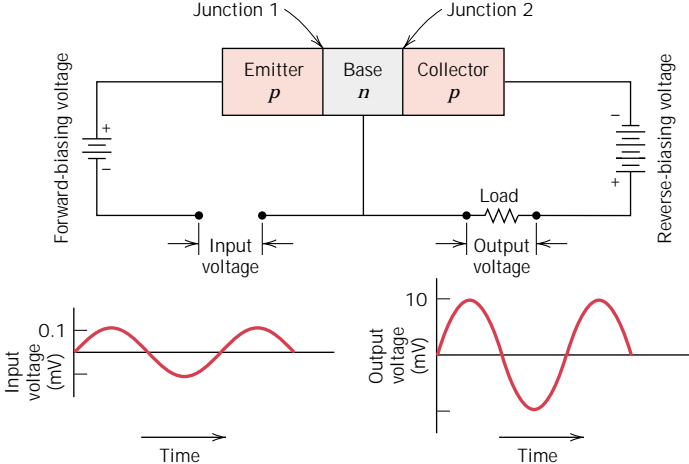 Junction 1
Junction 2
Forward-biasing voltage
Emitter
p
Base
n
Collector
p
Reverse-biasing voltage
+
−
−
+
Load
Input
voltage
Output
voltage
Input
voltage
(mV)
0.1
Time
Output
voltage
(mV)
10
Time